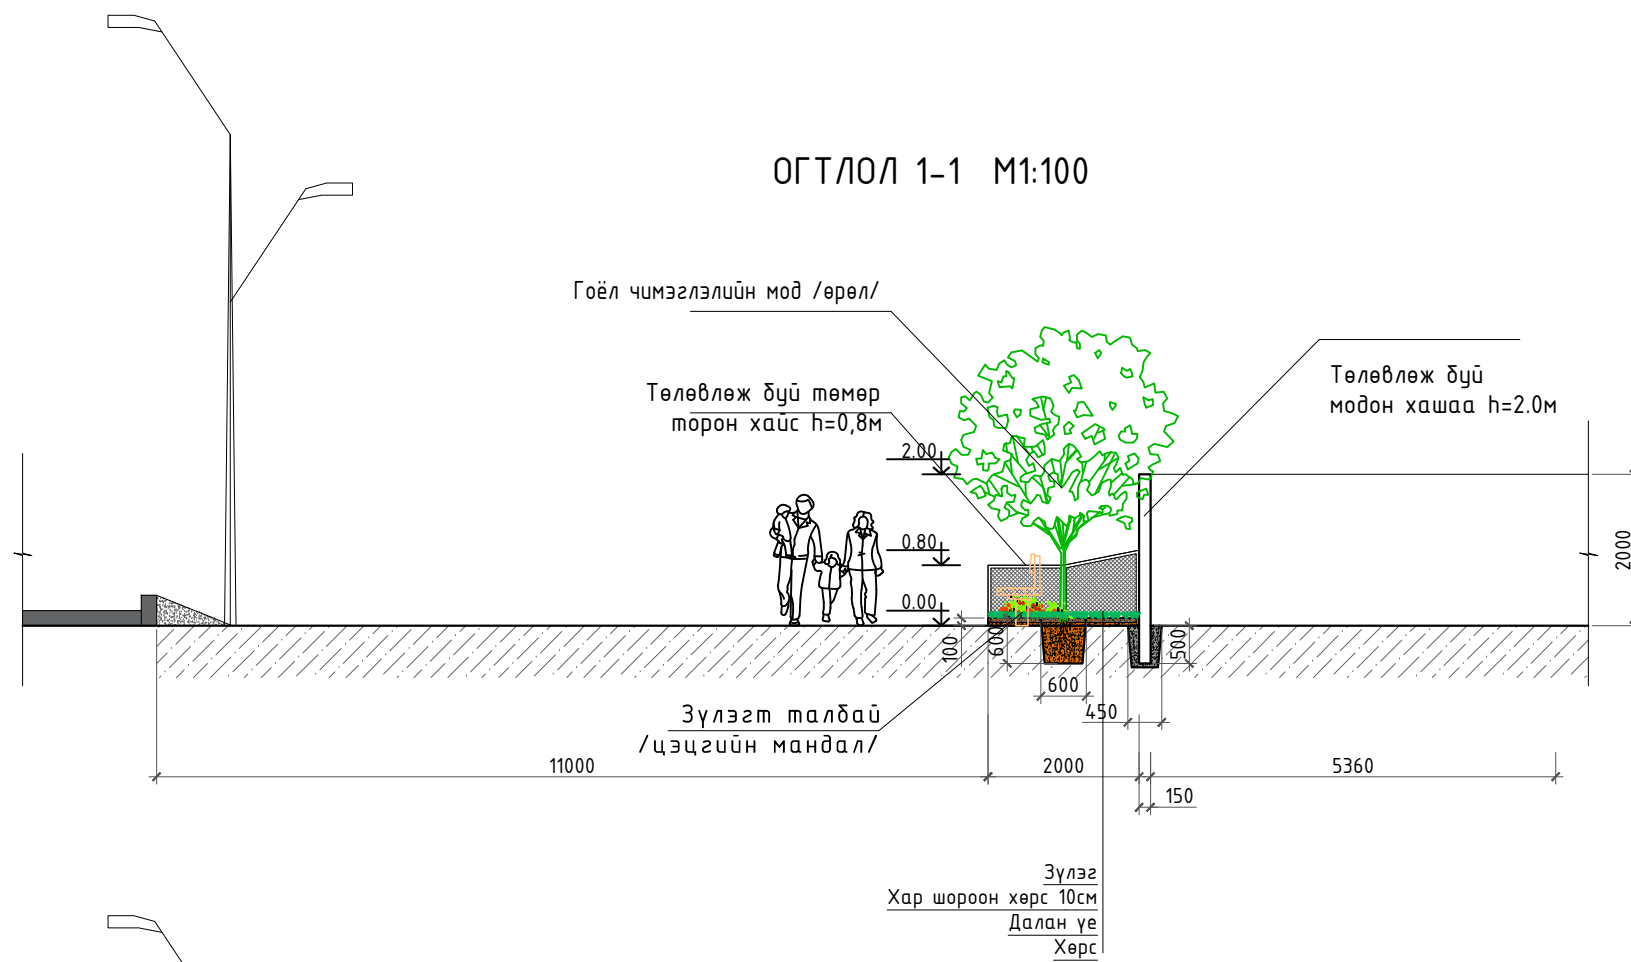 ОГТЛОЛ 1-1 М1:100
Гоёл чимэглэлийн мод /өрөл/
Төлөвлөж буй
модон хашаа h=2.0м
Төлөвлөж буй төмөр
торон хайс h=0,8м
2.00
0.80
0.00
2000
100
600
500
600
450
Зүлэгт талбай
/цэцгийн мандал/
11000
2000
5360
150
Зүлэг
Хар шороон хөрс 10см
Далан үе
Хөрс